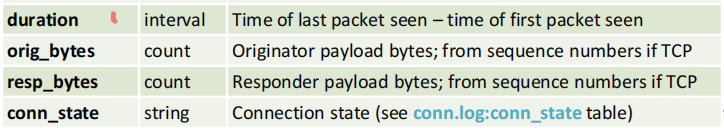 duration interval Time of last packet seen – time of first packet seen
orig_bytes count Originator payload bytes; from sequence numbers if TCP
resp_bytes count Responder payload bytes; from sequence numbers if TCP
conn_state string Connection state (see conn.log:conn_state table)